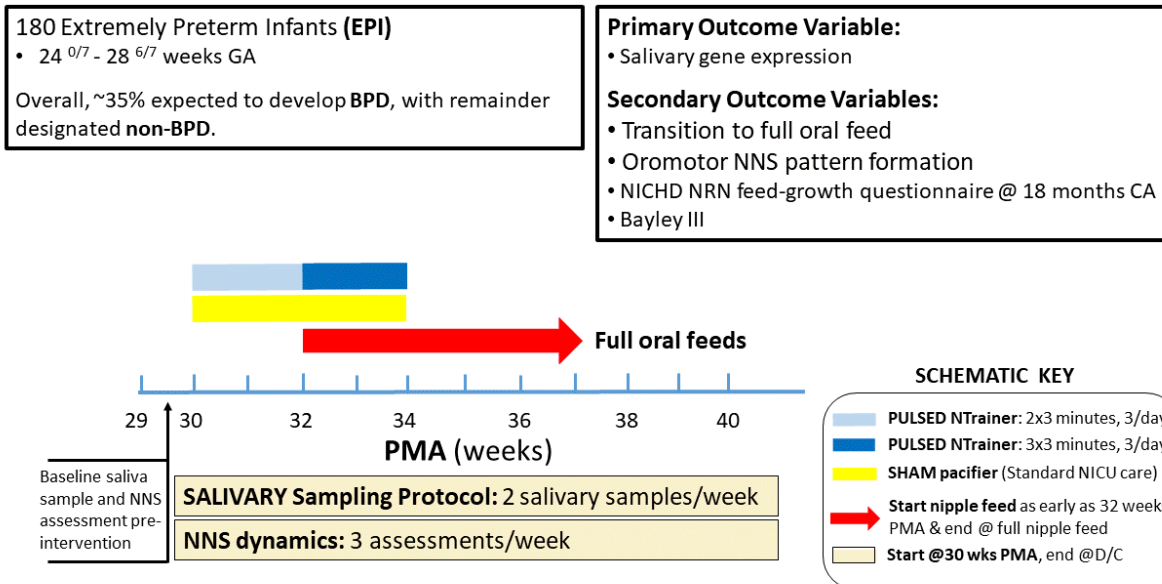 180 Extremely Preterm Infants (EPI)
• 24 0/7 - 28 6/7 weeks GA
Overall, ~35% expected to develop BPD, with remainder
designated non-BPD.
Primary Outcome Variable:
• Salivary gene expression
Secondary Outcome Variables:
• Transition to full oral feed
• Oromotor NNS pattern formation
• NICHD NRN feed-growth questionnaire @ 18 months CA
• Bayley III
Full oral feeds
29 30 32 34 36 38 40
PMA (weeks)
Baseline saliva
sample and NNS
assessment pre-
intervention
SALIVARY Sampling Protocol: 2 salivary samples/week
NNS dynamics: 3 assessments/week
SCHEMATIC KEY
PULSED NTrainer: 2x3 minutes, 3/day
PULSED NTrainer: 3x3 minutes, 3/day
SHAM pacifier (Standard NICU care)
Start nipple feed as early as 32 week
PMA & end @ full nipple feed
Start @30 wks PMA, end @D/C